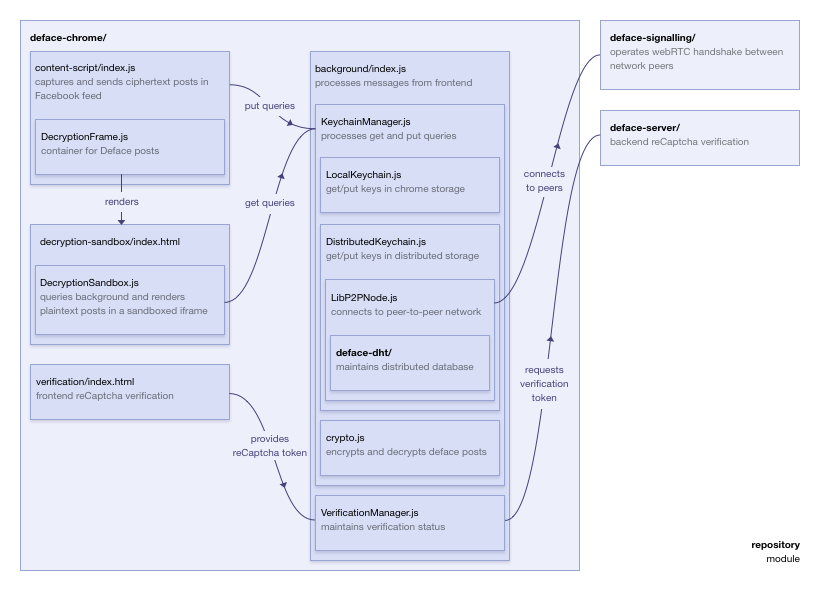 deface-chrome/
content-script/index.js
captures and sends ciphertext posts in
Facebook feed
DecryptionFrame.js
container for Deface posts
renders
decryption-sandbox/index.html
DecryptionSandbox.js
queries background and renders
plaintext posts in a sandboxed iframe
verification/index.html
frontend reCaptcha verification
put queries
get queries
provides
reCaptcha token
background/index.js
processes messages from frontend
KeychainManager.js
processes get and put queries
LocalKeychain.js
get/put keys in chrome storage
DistributedKeychain.js
get/put keys in distributed storage
LibP2PNode.js
connects to peer-to-peer network
deface-dht/
maintains distributed database
crypto.js
encrypts and decrypts deface posts
VerificationManager.js
maintains verification status
connects
to peers
requests
verification
token
deface-signalling/
operates webRTC handshake between
network peers
deface-server/
backend reCaptcha verification
repository
module